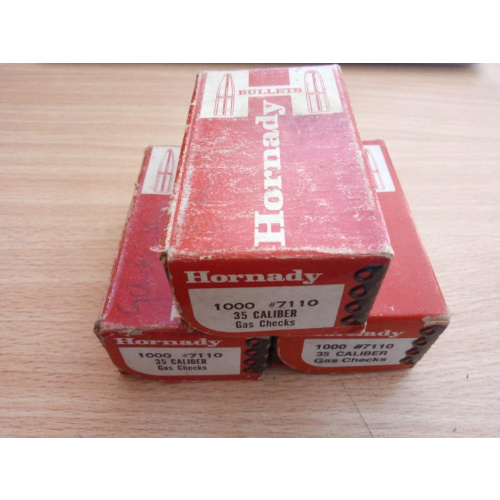 BULLETS
Hornady
Hornady
1000 #7110
35 CALIBER
Gas Checks
Hornady
1000 #7110
35 CALIBER
Gas Checks
Hornady
1000 #7110
35 CALIBER
Gas Checks